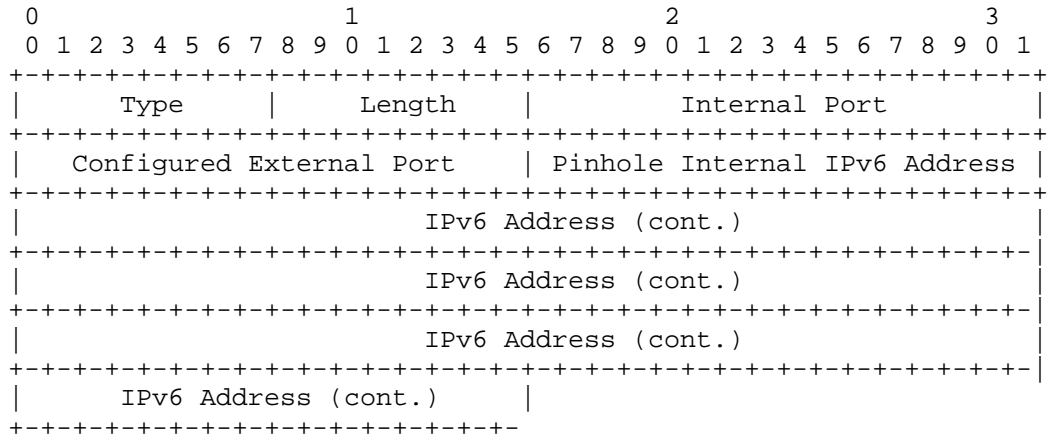 0                   1                   2                   3
 0 1 2 3 4 5 6 7 8 9 0 1 2 3 4 5 6 7 8 9 0 1 2 3 4 5 6 7 8 9 0 1
+-+-+-+-+-+-+-+-+-+-+-+-+-+-+-+-+-+-+-+-+-+-+-+-+-+-+-+-+-+-+-+-+
|      Type     |     Length    |         Internal Port         |
+-+-+-+-+-+-+-+-+-+-+-+-+-+-+-+-+-+-+-+-+-+-+-+-+-+-+-+-+-+-+-+-+
|   Configured External Port    | Pinhole Internal IPv6 Address |
+-+-+-+-+-+-+-+-+-+-+-+-+-+-+-+-+-+-+-+-+-+-+-+-+-+-+-+-+-+-+-+-+
|                          IPv6 Address (cont.)                 |
+-+-+-+-+-+-+-+-+-+-+-+-+-+-+-+-+-+-+-+-+-+-+-+-+-+-+-+-+-+-+-+-|
|                          IPv6 Address (cont.)                 |
+-+-+-+-+-+-+-+-+-+-+-+-+-+-+-+-+-+-+-+-+-+-+-+-+-+-+-+-+-+-+-+-|
|                          IPv6 Address (cont.)                 |
+-+-+-+-+-+-+-+-+-+-+-+-+-+-+-+-+-+-+-+-+-+-+-+-+-+-+-+-+-+-+-+-|
|      IPv6 Address (cont.)     |
+-+-+-+-+-+-+-+-+-+-+-+-+-+-+-+-